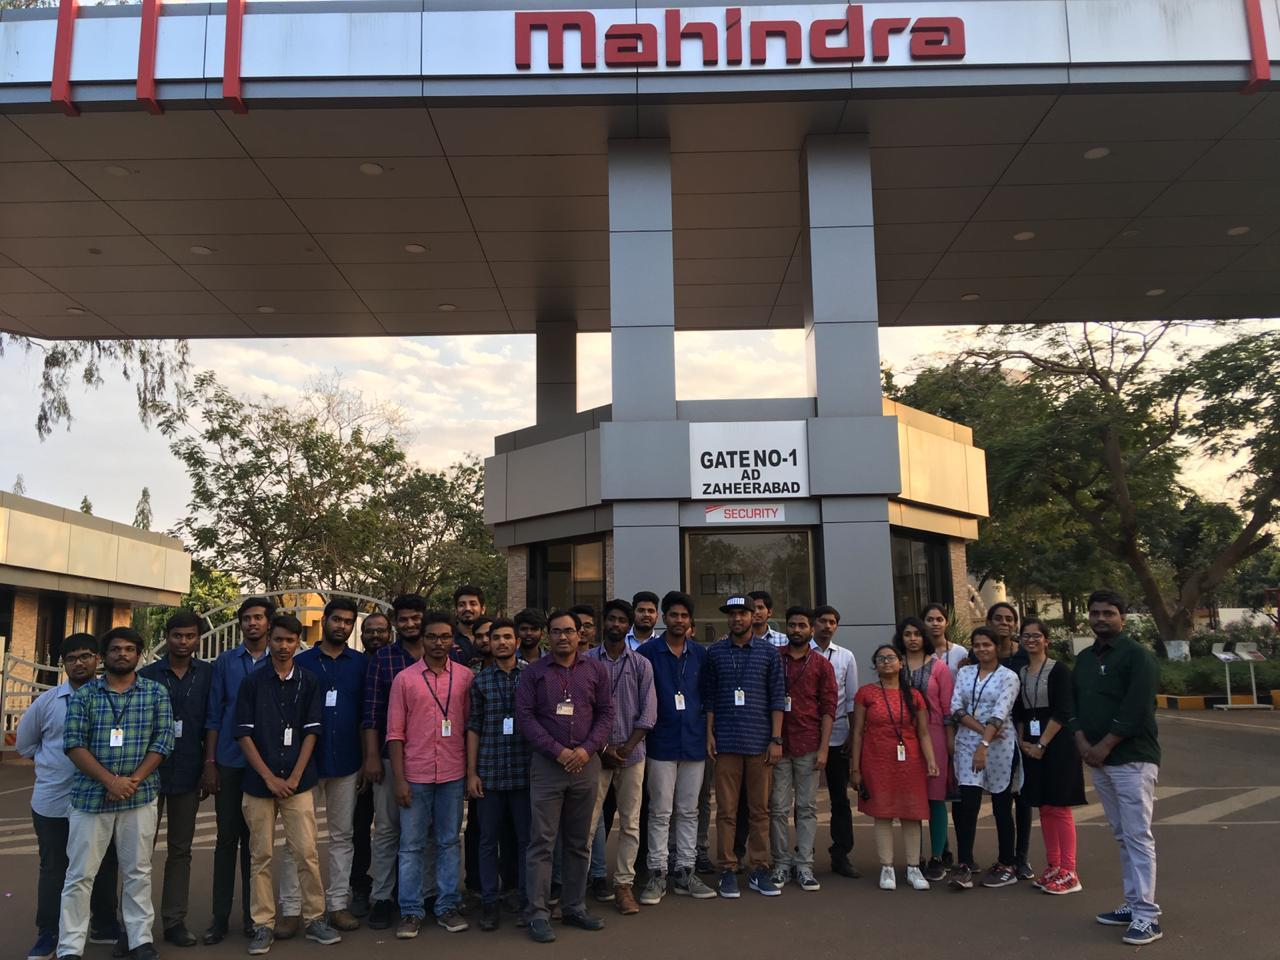 Mahindra
GATE NO-1
AD
ZAHEERABAD
SECURITY